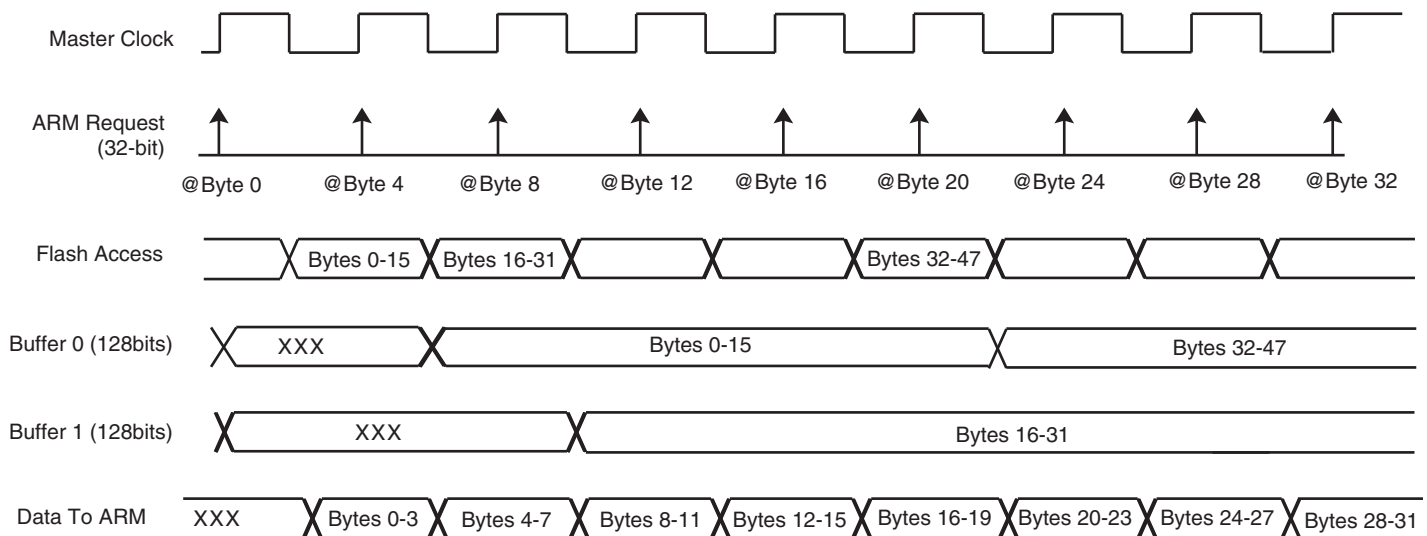 Master Clock
ARM Request
(32-bit)
@Byte 0 @Byte 4 @Byte 8 @Byte 12 @Byte 16 @Byte 20 @Byte 24 @Byte 28 @Byte 32
Flash Access Bytes 0-15 Bytes 16-31 Bytes 32-47
Buffer 0 (128bits) XXX Bytes 0-15 Bytes 32-47
Buffer 1 (128bits) XXX Bytes 16-31
Data To ARM XXX Bytes 0-3 Bytes 4-7 Bytes 8-11 Bytes 12-15 Bytes 16-19 Bytes 20-23 Bytes 24-27 Bytes 28-31